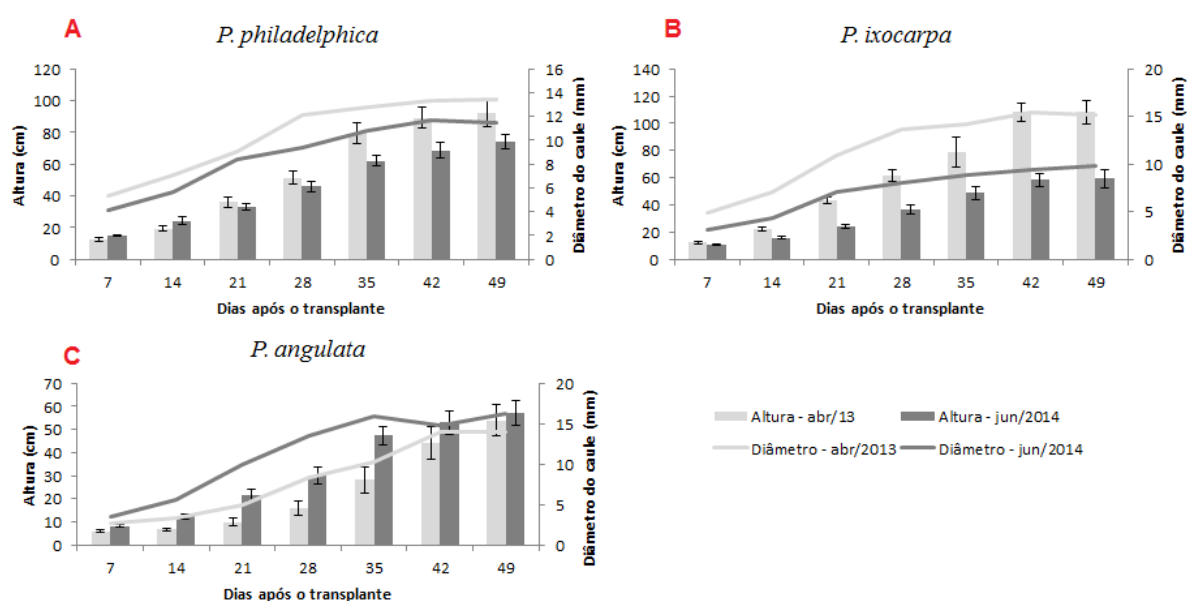 A
P. philadelphica
120
100
80
60
40
20
0
Altura (cm)
16
14
12
10
8
6
4
2
0
Diâmetro do caule (mm)
7 14 21 28 35 42 49
Dias após o transplante
B
P. ixocarpa
140
120
100
80
60
40
20
0
Altura (cm)
20
15
10
5
0
Diâmetro do caule (mm)
7 14 21 28 35 42 49
Dias após o transplante
C
P. angulata
70
60
50
40
30
20
10
0
Altura (cm)
20
15
10
5
0
Diâmetro do caule (mm)
7 14 21 28 35 42 49
Dias após o transplante
Altura - abr/13 Altura - jun/2014
Diâmetro - abr/2013 Diâmetro - jun/2014